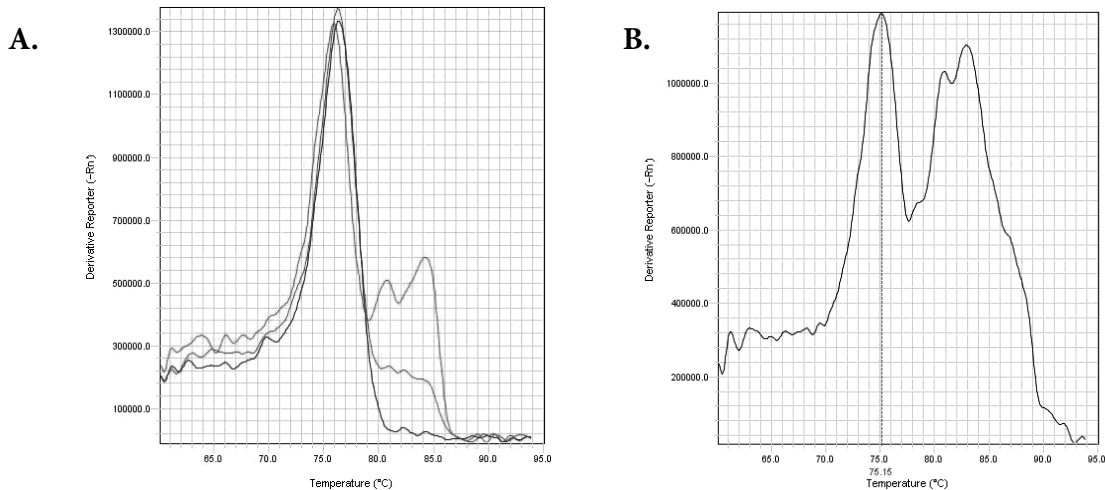 A.
1300000.0
1100000.0
900000.0
700000.0
500000.0
300000.0
100000.0
Derivative Reporter (-Rn')
65.0 70.0 75.0 80.0 85.0 90.0 95.0
Temperature (°C)
B.
1000000.0
800000.0
600000.0
400000.0
200000.0
Derivative Reporter (-Rn')
65.0 70.0 75.0 80.0 85.0 90.0 95.0
75.15
Temperature (°C)